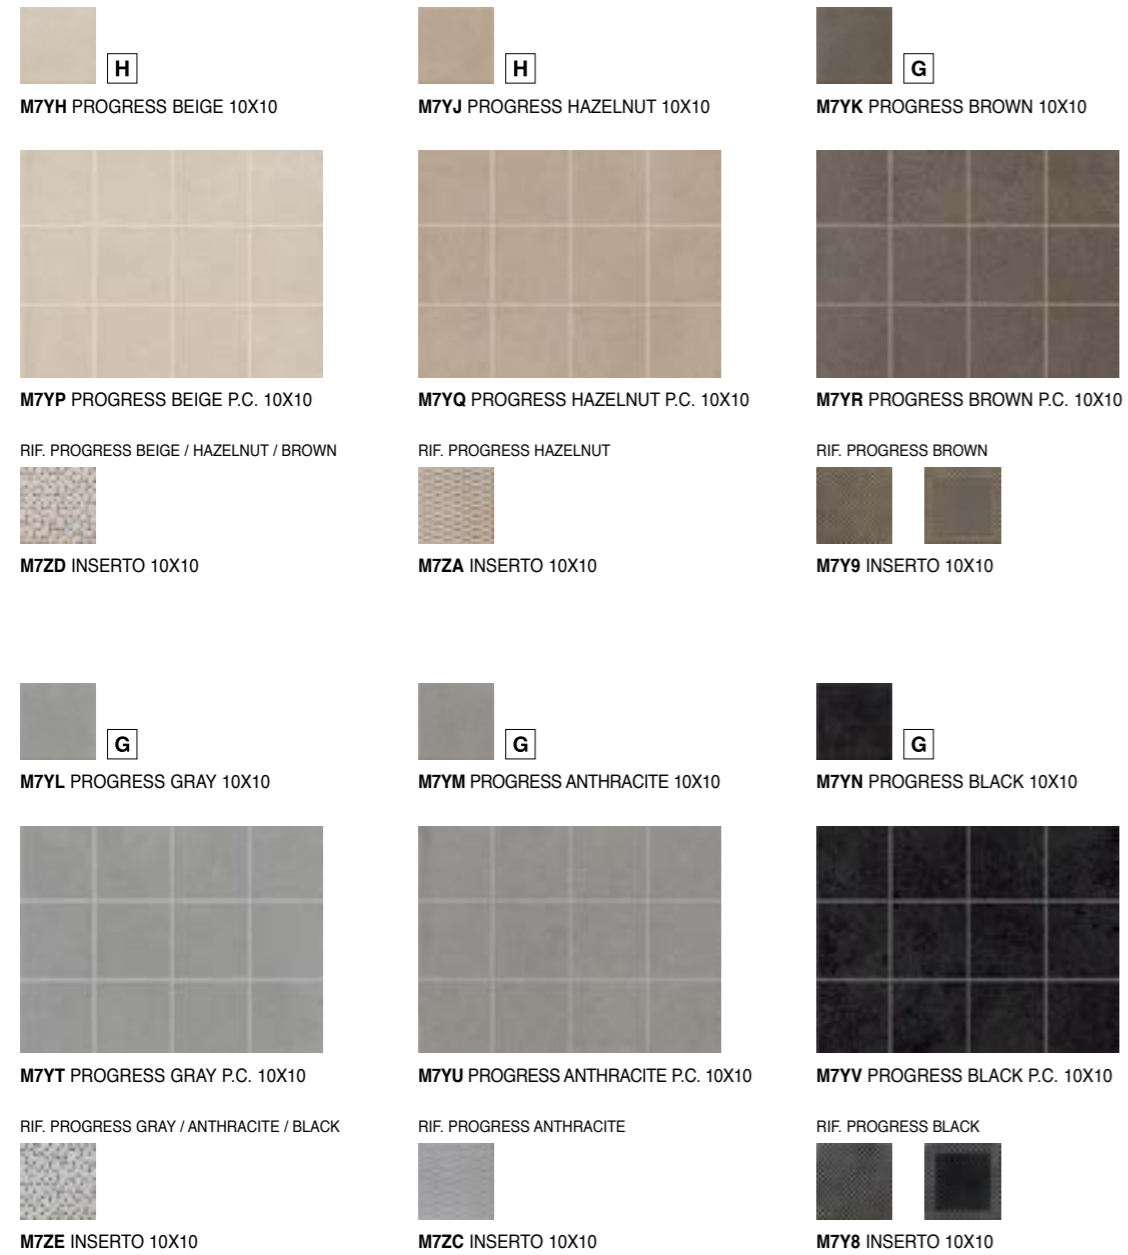 H
M7YH PROGRESS BEIGE 10X10
H
M7YJ PROGRESS HAZELNUT 10X10
G
M7YK PROGRESS BROWN 10X10
M7YP PROGRESS BEIGE P.C. 10X10
M7YQ PROGRESS HAZELNUT P.C. 10X10
M7YR PROGRESS BROWN P.C. 10X10
RIF. PROGRESS BEIGE / HAZELNUT / BROWN
M7ZD INSERTO 10X10
RIF. PROGRESS HAZELNUT
M7ZA INSERTO 10X10
RIF. PROGRESS BROWN
M7Y9 INSERTO 10X10
G
M7YL PROGRESS GRAY 10X10
G
M7YM PROGRESS ANTHRACITE 10X10
G
M7YN PROGRESS BLACK 10X10
M7YT PROGRESS GRAY P.C. 10X10
M7YU PROGRESS ANTHRACITE P.C. 10X10
M7YV PROGRESS BLACK P.C. 10X10
RIF. PROGRESS GRAY / ANTHRACITE / BLACK
M7ZE INSERTO 10X10
RIF. PROGRESS ANTHRACITE
M7ZC INSERTO 10X10
RIF. PROGRESS BLACK
M7Y8 INSERTO 10X10